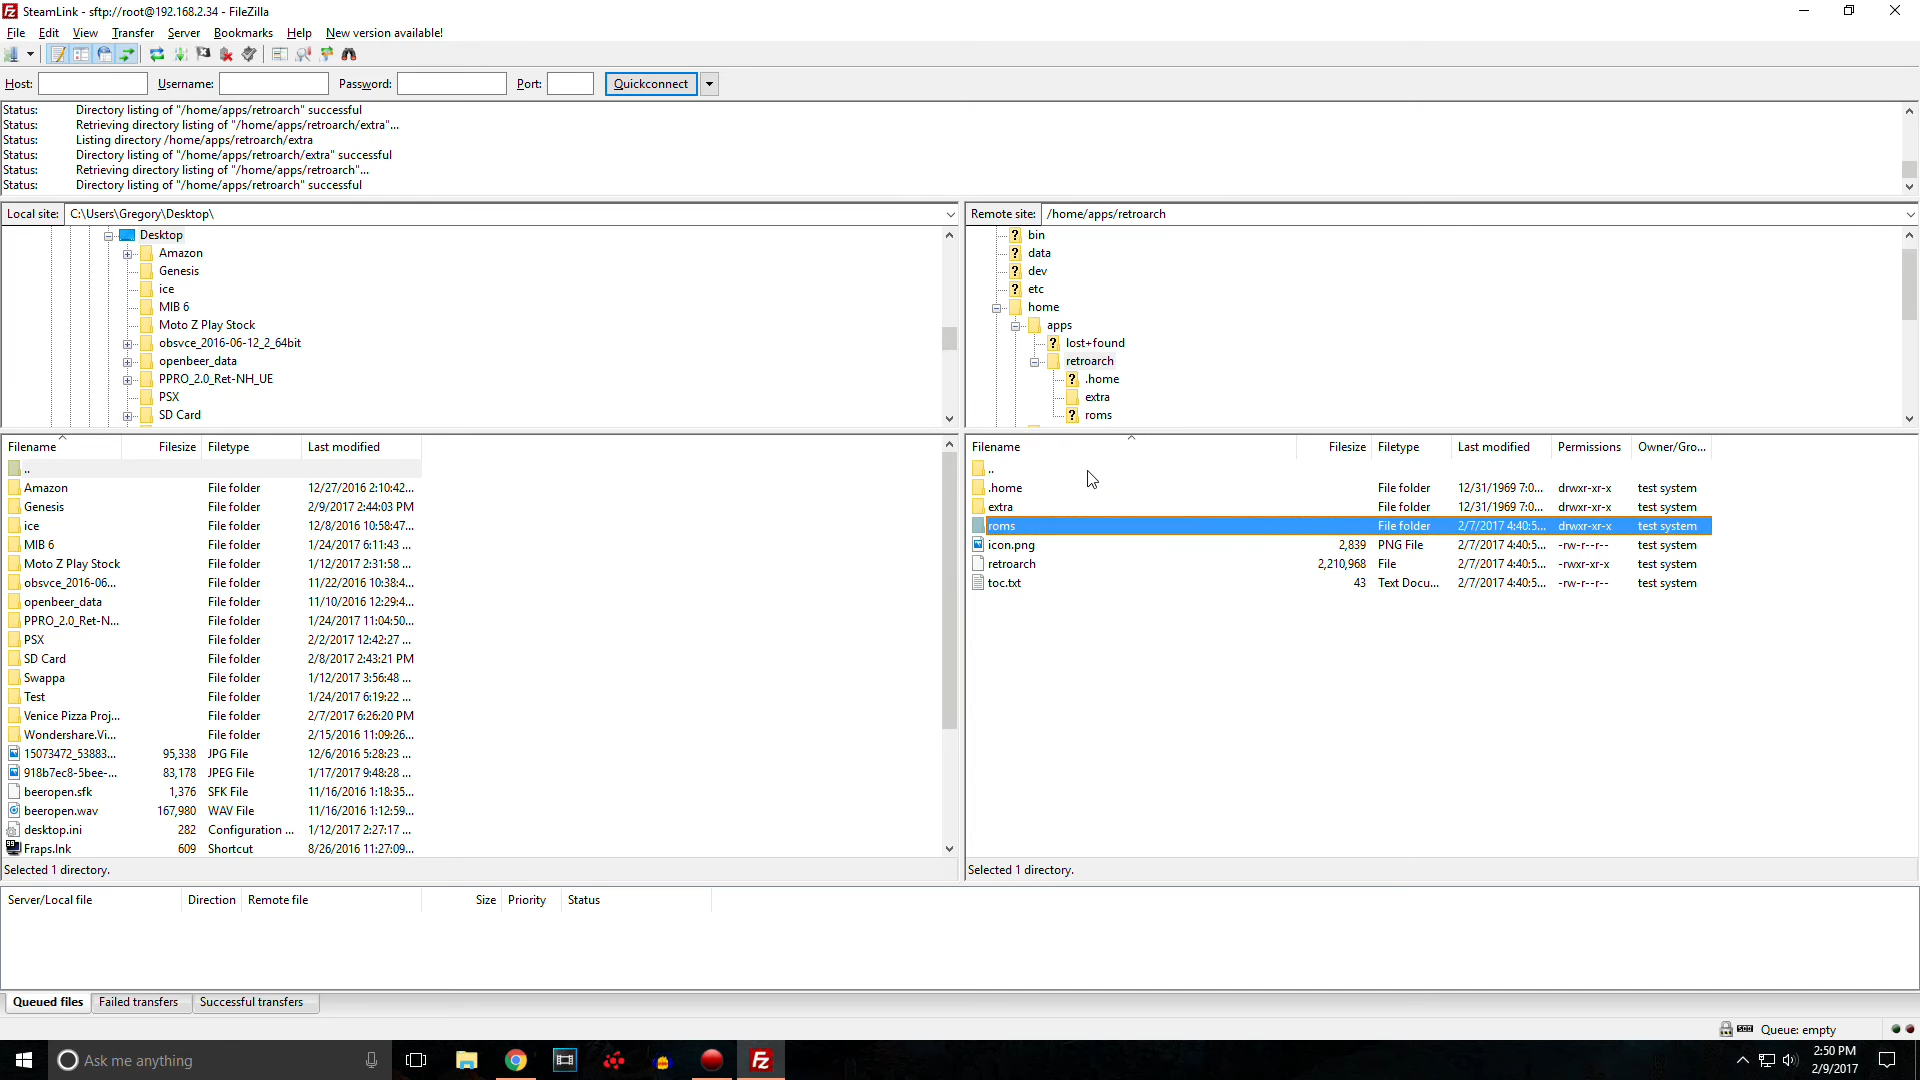 SteamLink - sftp://root@192.168.2.34 - FileZilla
File Edit View Transfer Server Bookmarks Help New version available!
Host: Username: Password: Port: Quickconnect
Status: Directory listing of "/home/apps/retroarch" successful
Status: Retrieving directory listing of "/home/apps/retroarch/extra"...
Status: Listing directory /home/apps/retroarch/extra
Status: Directory listing of "/home/apps/retroarch/extra" successful
Status: Retrieving directory listing of "/home/apps/retroarch"...
Status: Directory listing of "/home/apps/retroarch" successful
Local site: C:\Users\Gregory\Desktop\
Desktop
Amazon
Genesis
ice
MIB 6
Moto Z Play Stock
obsvce_2016-06-12_2_64bit
openbeer_data
PPRO_2.0_Ret-NH_UE
PSX
SD Card
Remote site: /home/apps/retroarch
bin
data
dev
etc
home
apps
lost+found
retroarch
.home
extra
roms
Filename Filesize Filetype Last modified
..
Amazon File folder 12/27/2016 2:10:42...
Genesis File folder 2/9/2017 2:44:03 PM
ice File folder 12/8/2016 10:58:47...
MIB 6 File folder 1/24/2017 6:11:43 ...
Moto Z Play Stock File folder 1/12/2017 2:31:58 ...
obsvce_2016-06... File folder 11/22/2016 10:38:4...
openbeer_data File folder 11/10/2016 12:29:4...
PPRO_2.0_Ret-N... File folder 1/24/2017 11:04:50...
PSX File folder 2/2/2017 12:42:27 ...
SD Card File folder 2/8/2017 2:43:21 PM
Swappa File folder 1/12/2017 3:56:48 ...
Test File folder 1/24/2017 6:19:22 ...
Venice Pizza Proj... File folder 2/7/2017 6:26:20 PM
Wondershare.Vi... File folder 2/15/2016 11:09:26...
15073472_53883... 95,338 JPG File 12/6/2016 5:28:23 ...
918b7ec8-5bee-... 83,178 JPEG File 1/17/2017 9:48:28 ...
beeropen.sfk 1,376 SFK File 11/16/2016 1:18:35...
beeropen.wav 167,980 WAV File 11/16/2016 1:12:59...
desktop.ini 282 Configuration ... 1/12/2017 2:27:17 ...
Fraps.lnk 609 Shortcut 8/26/2016 11:27:09...
Selected 1 directory.
Filename Filesize Filetype Last modified Permissions Owner/Gro...
..
.home File folder 12/31/1969 7:0... drwxr-xr-x test system
extra File folder 12/31/1969 7:0... drwxr-xr-x test system
roms File folder 2/7/2017 4:40:5... drwxr-xr-x test system
icon.png 2,839 PNG File 2/7/2017 4:40:5... -rw-r--r-- test system
retroarch 2,210,968 File 2/7/2017 4:40:5... -rwxr-xr-x test system
toc.txt 43 Text Docu... 2/7/2017 4:40:5... -rw-r--r-- test system
Selected 1 directory.
Server/Local file Direction Remote file Size Priority Status
Queued files Failed transfers Successful transfers
Queue: empty
Ask me anything
2:50 PM
2/9/2017